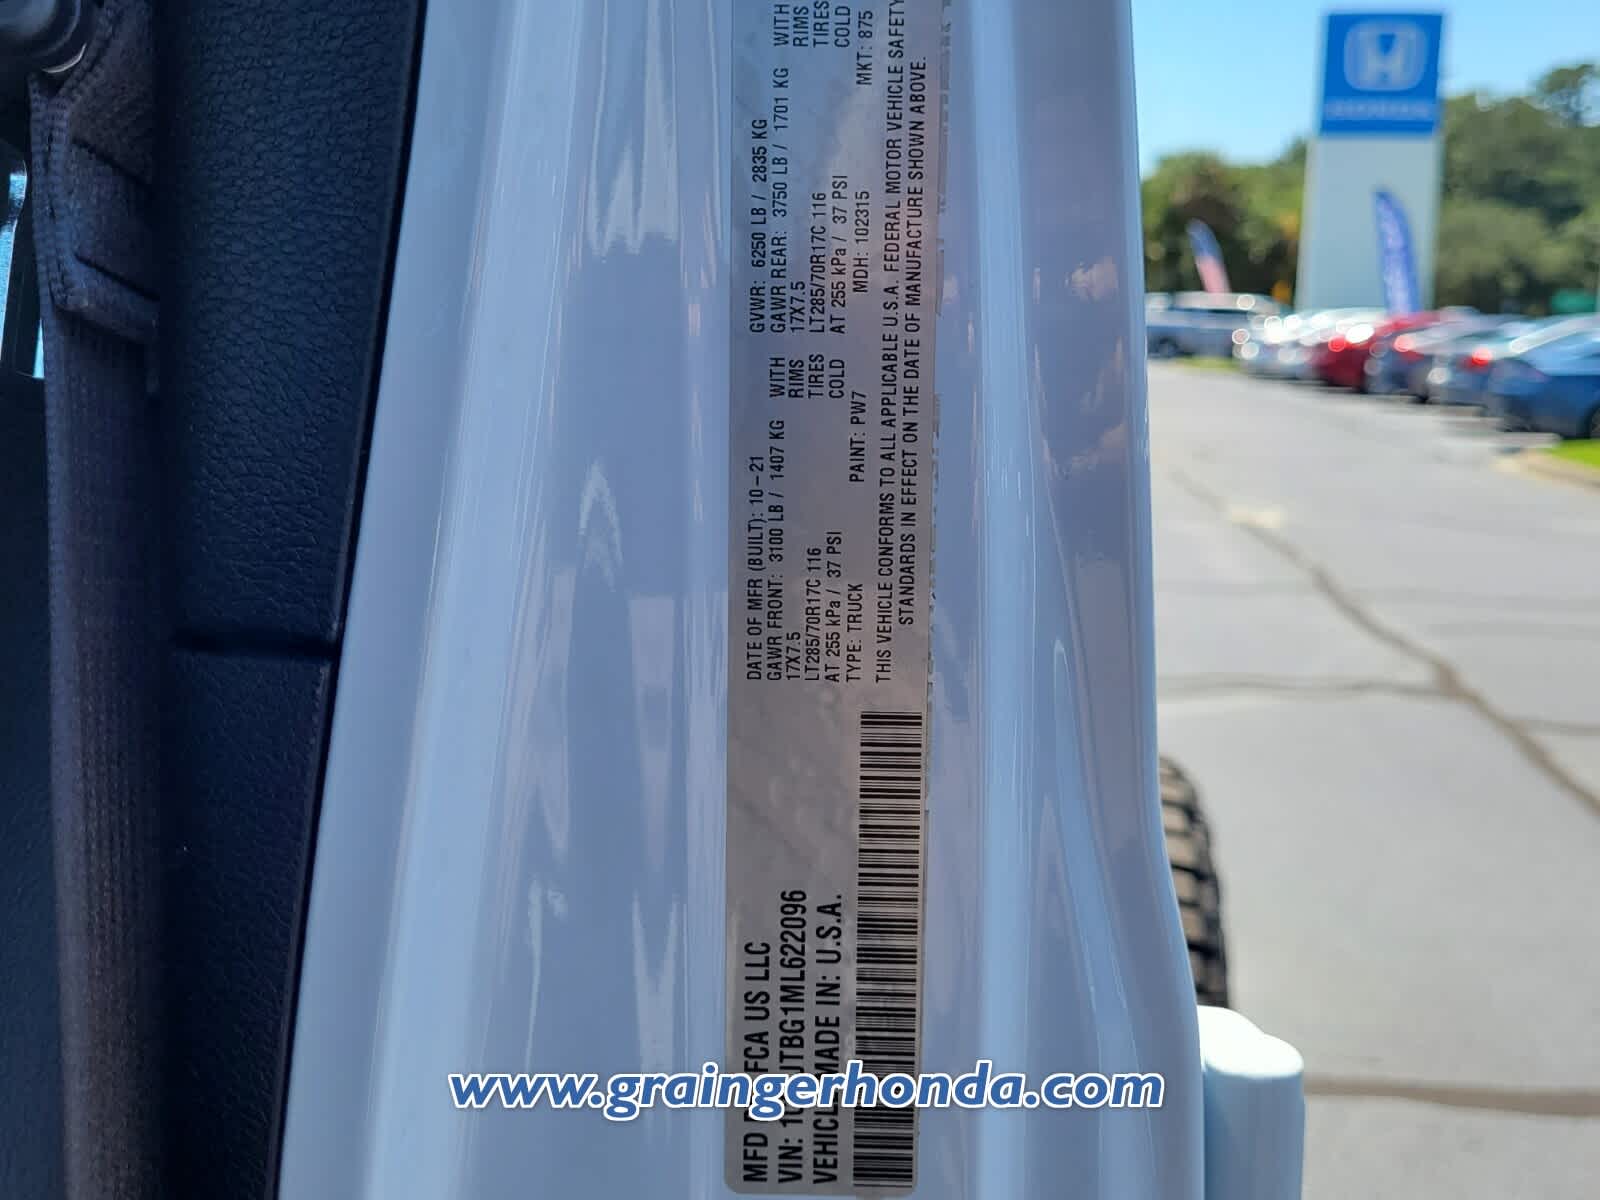 MFD FCA US LLC
VIN: JTBG1ML622096
MADE IN: U.S.A.
DATE OF MFR (BUILT): 10-21
GVWR: 6250 LB / 2835 KG
GAWR FRONT: 3100 LB / 1407 KG WITH
17X7.5 RIMS
LT285/70R17C 116 TIRES
AT 255 kPa / 37 PSI COLD
GAWR REAR: 3750 LB / 1701 KG WITH
17X7.5 RIMS
LT285/70R17C 116 TIRES
AT 255 kPa / 37 PSI COLD
TYPE: TRUCK PAINT: PW7 MDH: 102315 MKT: 875
THIS VEHICLE CONFORMS TO ALL APPLICABLE U.S.A. FEDERAL MOTOR VEHICLE SAFETY
STANDARDS IN EFFECT ON THE DATE OF MANUFACTURE SHOWN ABOVE.
HONDA
www.graingerhonda.com